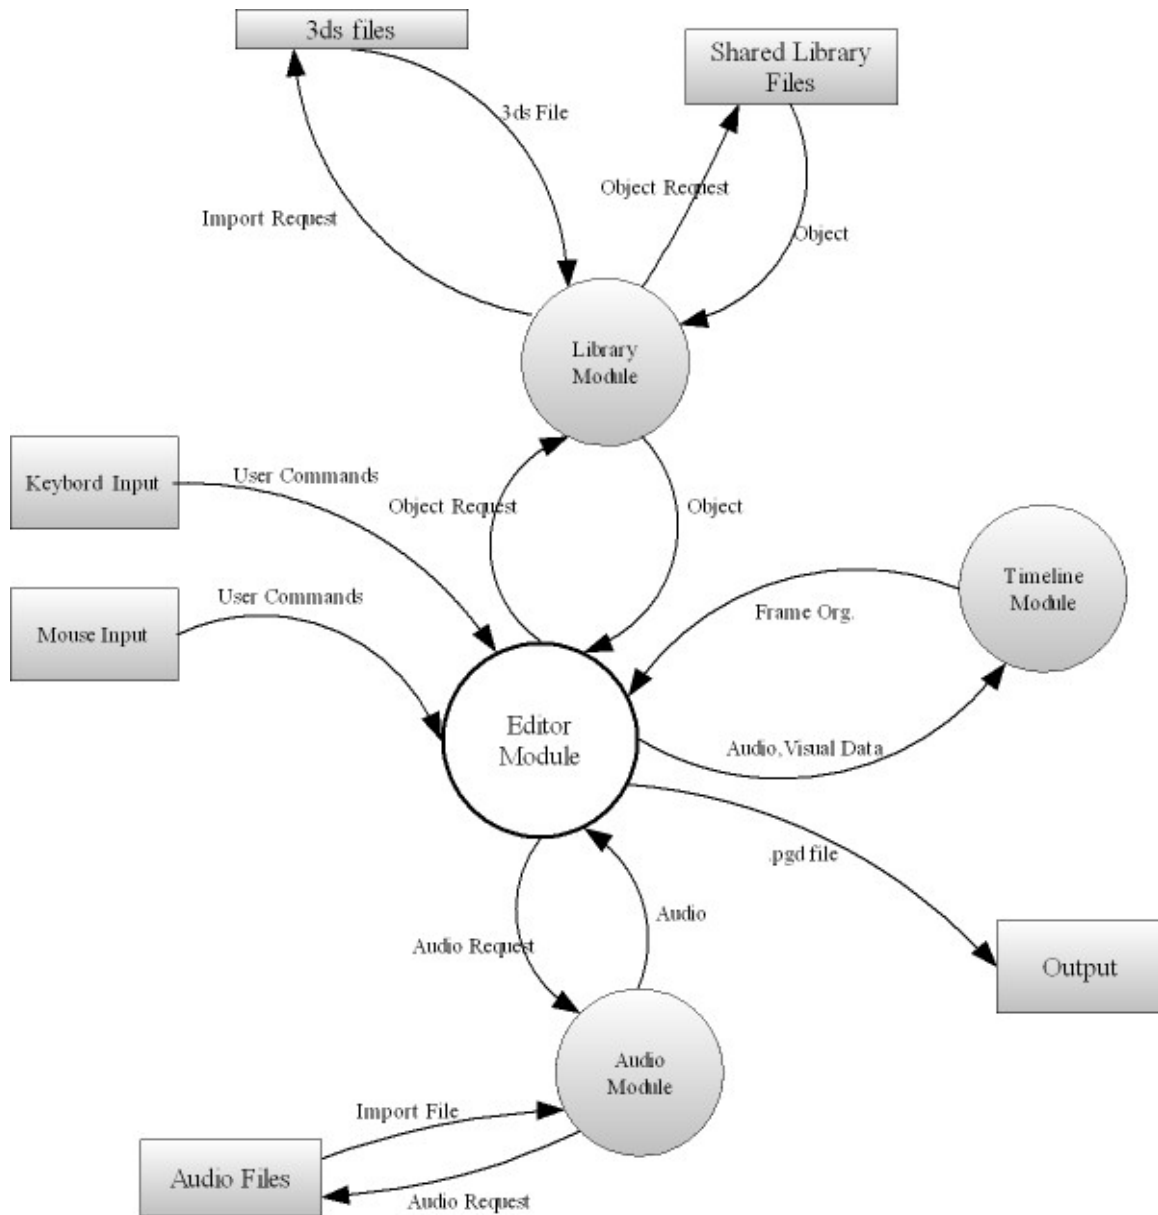 3ds files
Shared Library
Files
3ds File
Object Request
Import Request
Object
Library
Module
Keybord Input
User Commands
Object Request
Object
Timeline
Module
Mouse Input
User Commands
Frame Org.
Editor
Module
Audio,Visual Data
.pgd file
Audio
Audio Request
Output
Audio
Module
Import File
Audio Files
Audio Request